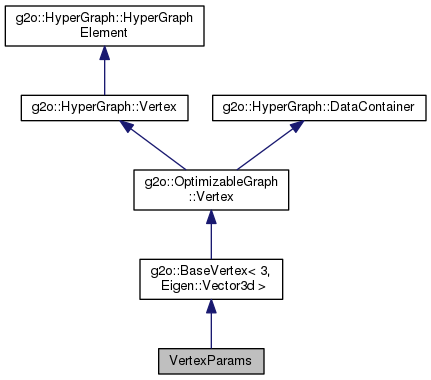 g2o::HyperGraph::HyperGraph
Element
g2o::HyperGraph::Vertex
g2o::HyperGraph::DataContainer
g2o::OptimizableGraph
::Vertex
g2o::BaseVertex< 3,
Eigen::Vector3d >
VertexParams